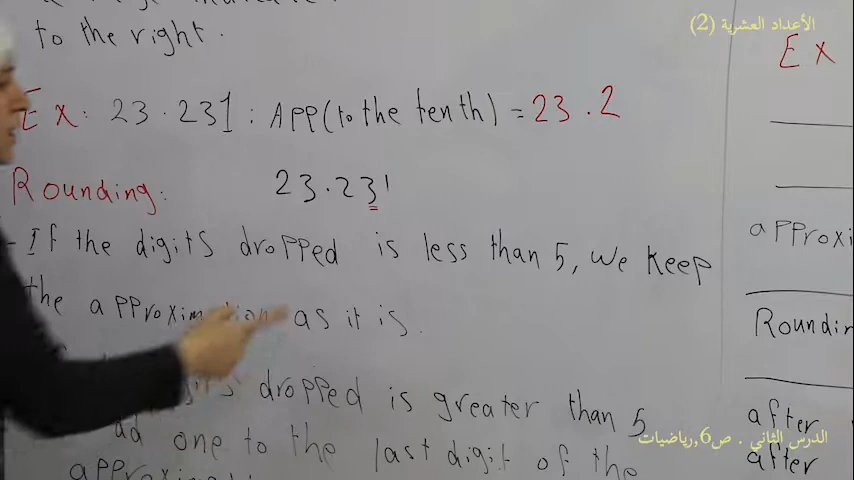 الأعداد العشرية (2)
to the right.
Ex: 23.231: App(to the tenth) = 23.2
Rounding: 23.231
- If the digits dropped is less than 5, we keep
the approximation as it is.
dropped is greater than 5
ad one to the last digit of the
Ex
approxi
Roundin
after
after
الدرس الثاني . ص6,رياضيات